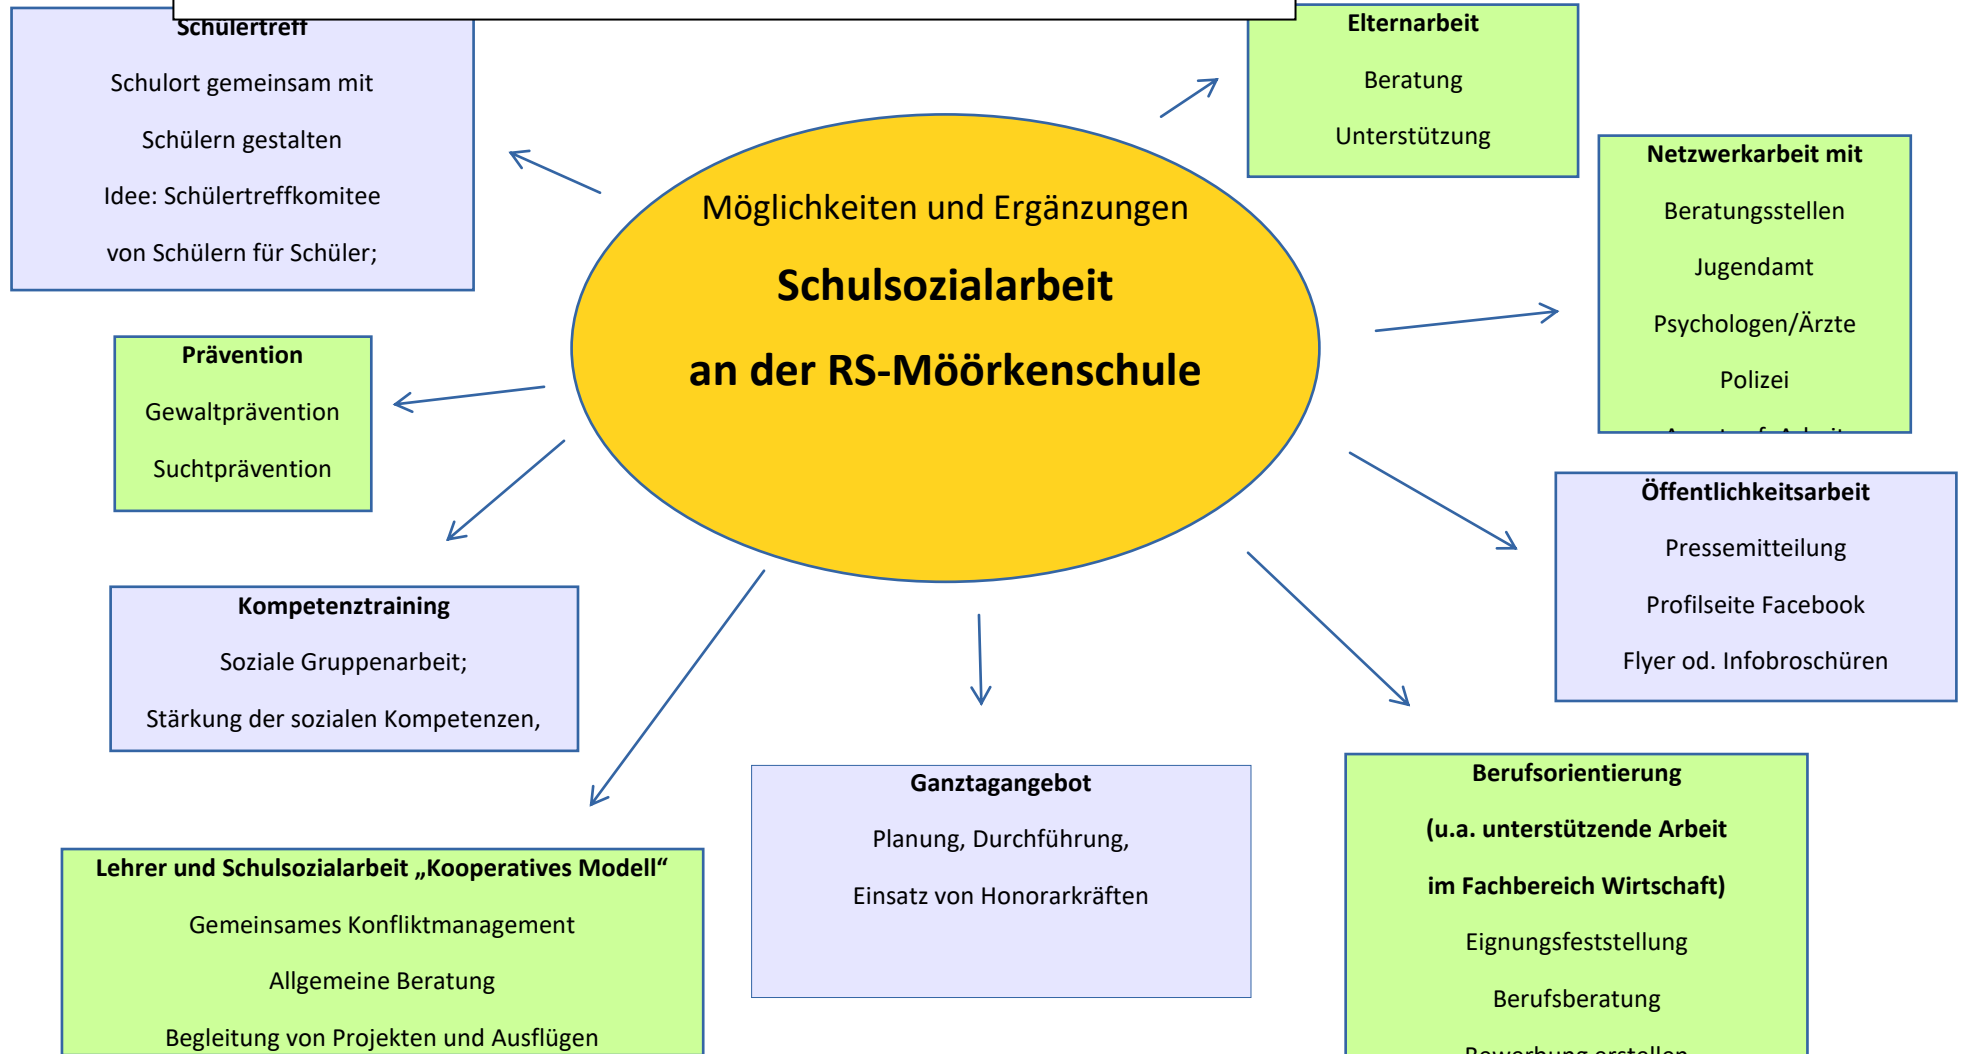 Schülertreff
Schulort gemeinsam mit
Schülern gestalten
Idee: Schülertreffkomitee
von Schülern für Schüler;
Elternarbeit
Beratung
Unterstützung
Möglichkeiten und Ergänzungen
Schulsozialarbeit
an der RS-Möörkenschule
Netzwerkarbeit mit
Beratungsstellen
Jugendamt
Psychologen/Ärzte
Polizei
Prävention
Gewaltprävention
Suchtprävention
Öffentlichkeitsarbeit
Pressemitteilung
Profilseite Facebook
Flyer od. Infobroschüren
Kompetenztraining
Soziale Gruppenarbeit;
Stärkung der sozialen Kompetenzen,
Ganztagangebot
Planung, Durchführung,
Einsatz von Honorarkräften
Berufsorientierung
(u.a. unterstützende Arbeit
im Fachbereich Wirtschaft)
Eignungsfeststellung
Berufsberatung
Bewerbung erstellen
Lehrer und Schulsozialarbeit „Kooperatives Modell“
Gemeinsames Konfliktmanagement
Allgemeine Beratung
Begleitung von Projekten und Ausflügen